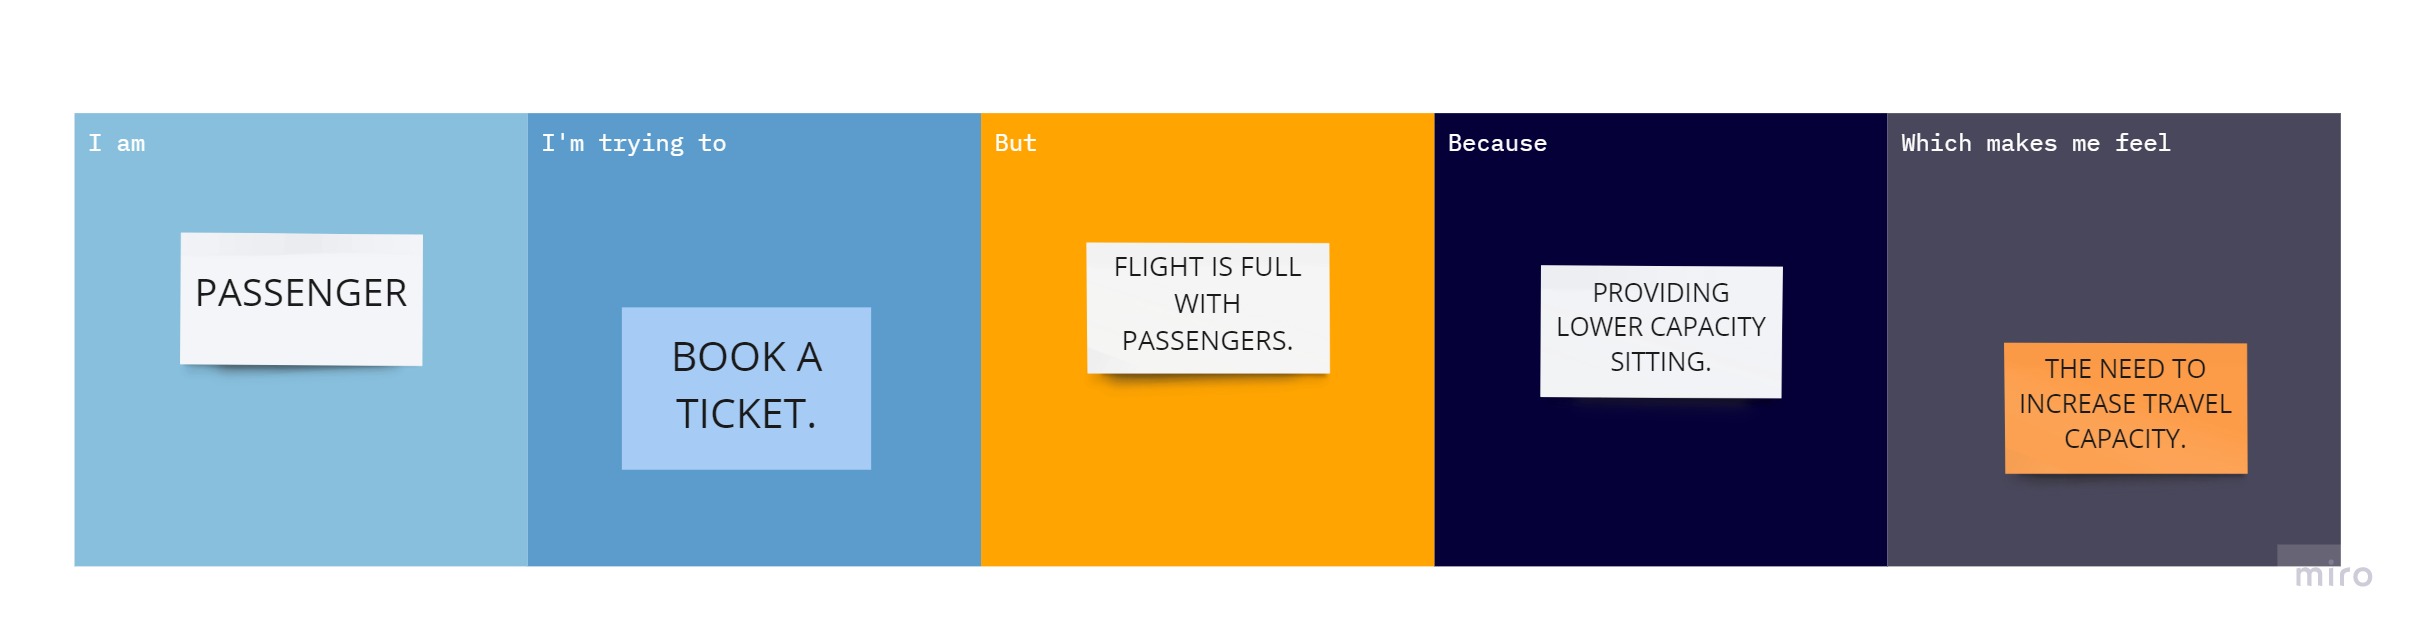 I am
PASSENGER
I'm trying to
BOOK A
TICKET.
But
FLIGHT IS FULL
WITH
PASSENGERS.
Because
PROVIDING
LOWER CAPACITY
SITTING.
Which makes me feel
THE NEED TO
INCREASE TRAVEL
CAPACITY.
miro